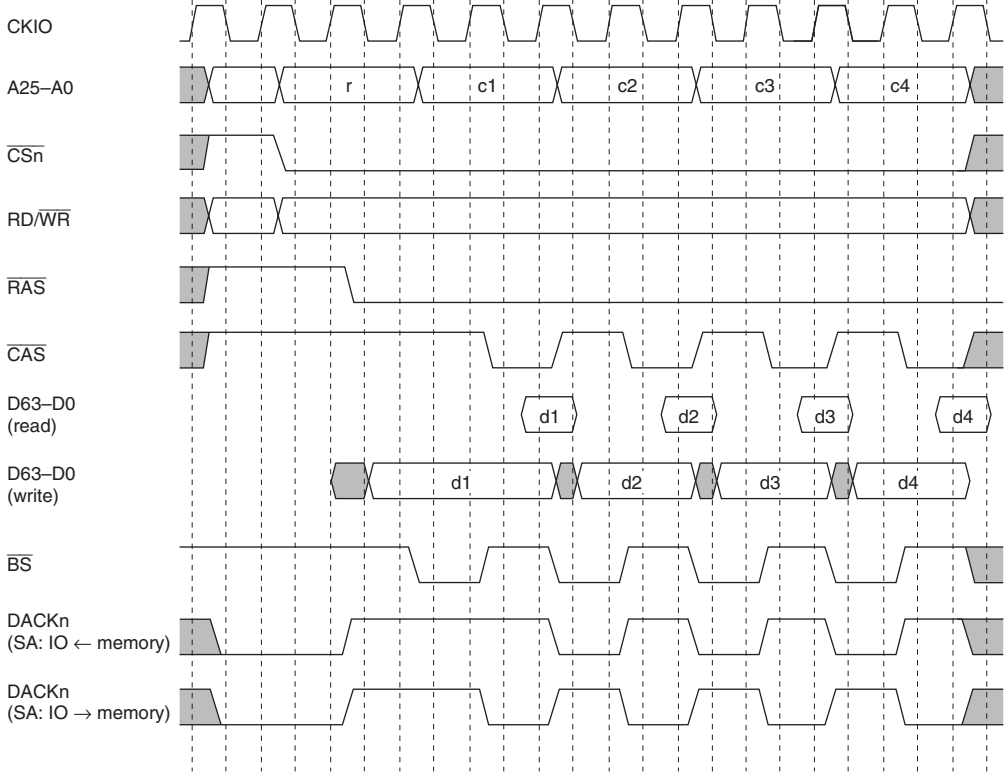 CKIO
A25–A0
r c1 c2 c3 c4
CSn
RD/WR
RAS
CAS
D63–D0
(read)
d1 d2 d3 d4
D63–D0
(write)
d1 d2 d3 d4
BS
DACKn
(SA: IO ← memory)
DACKn
(SA: IO → memory)